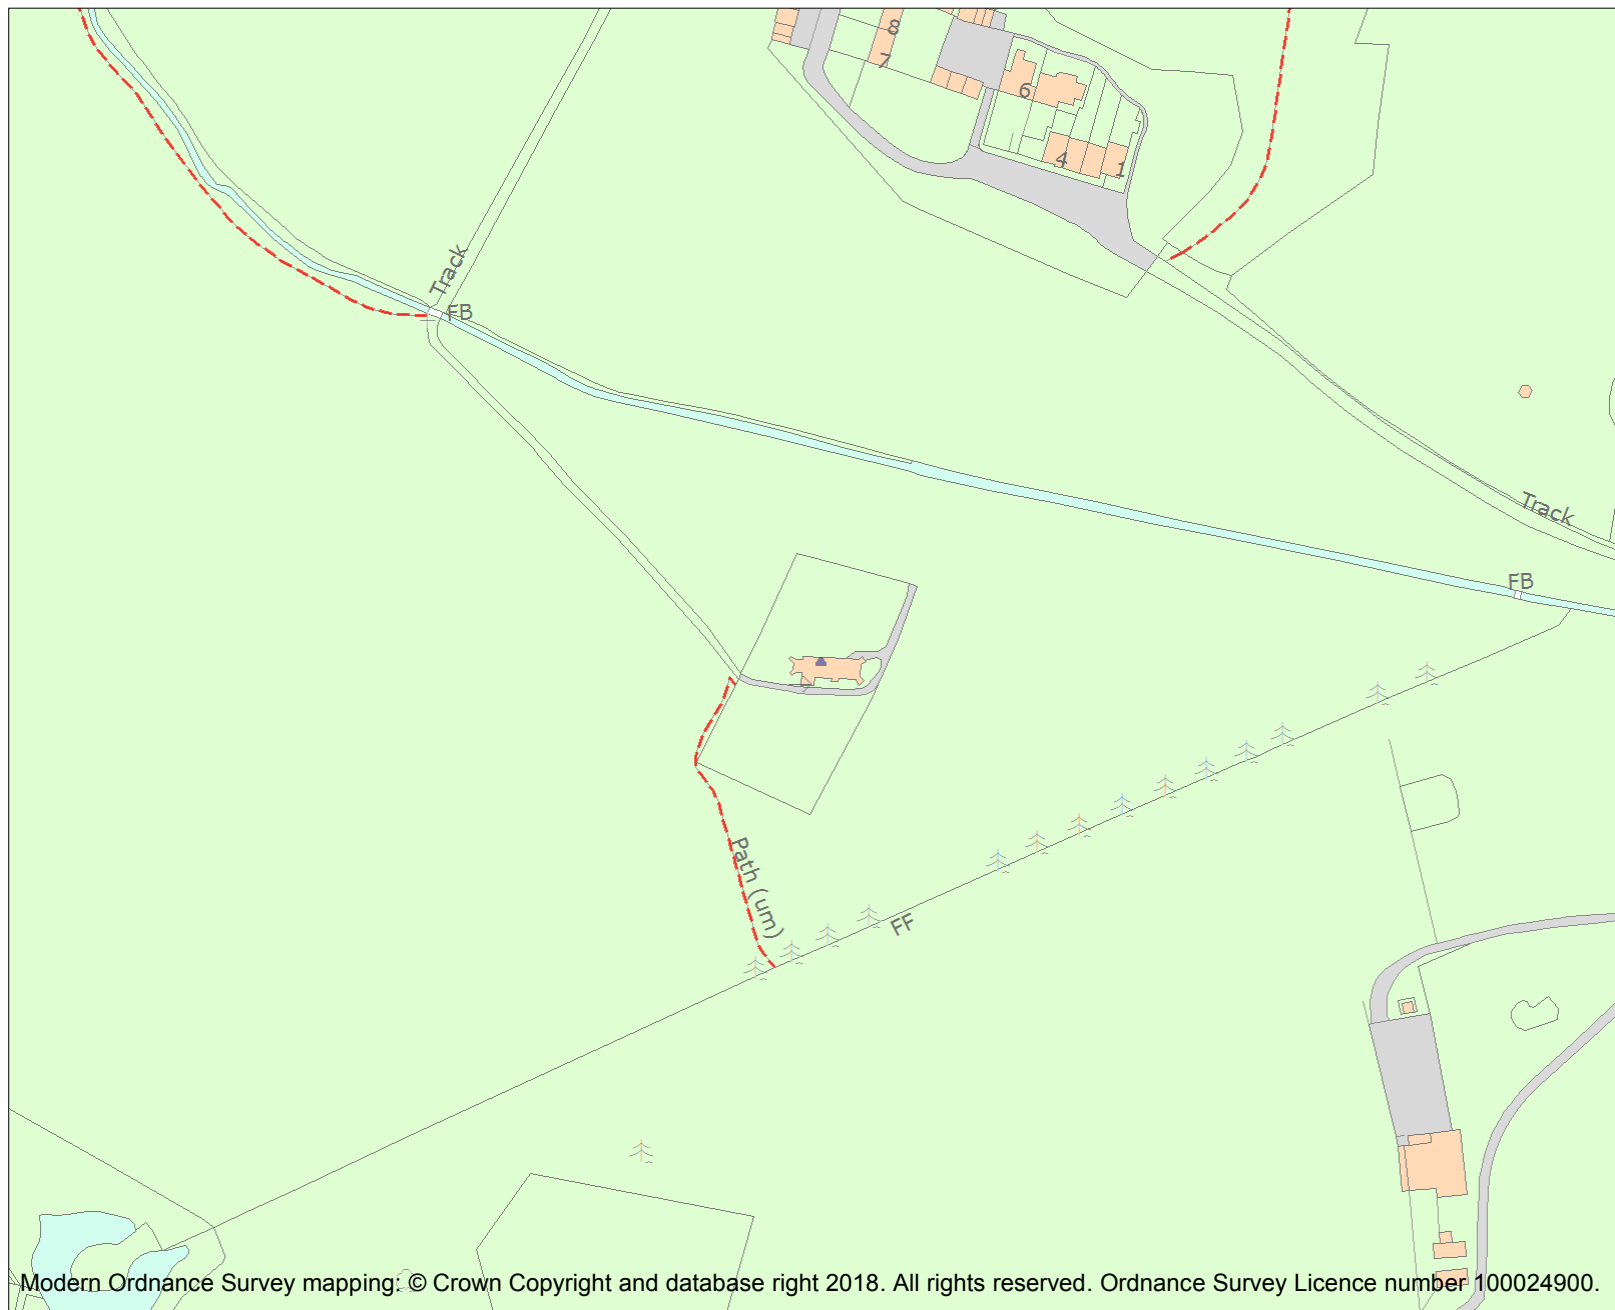 8
7
6
4
1
Track
FB
Track
FB
Path (um)
FF
Modern Ordnance Survey mapping: © Crown Copyright and database right 2018. All rights reserved. Ordnance Survey Licence number 100024900.